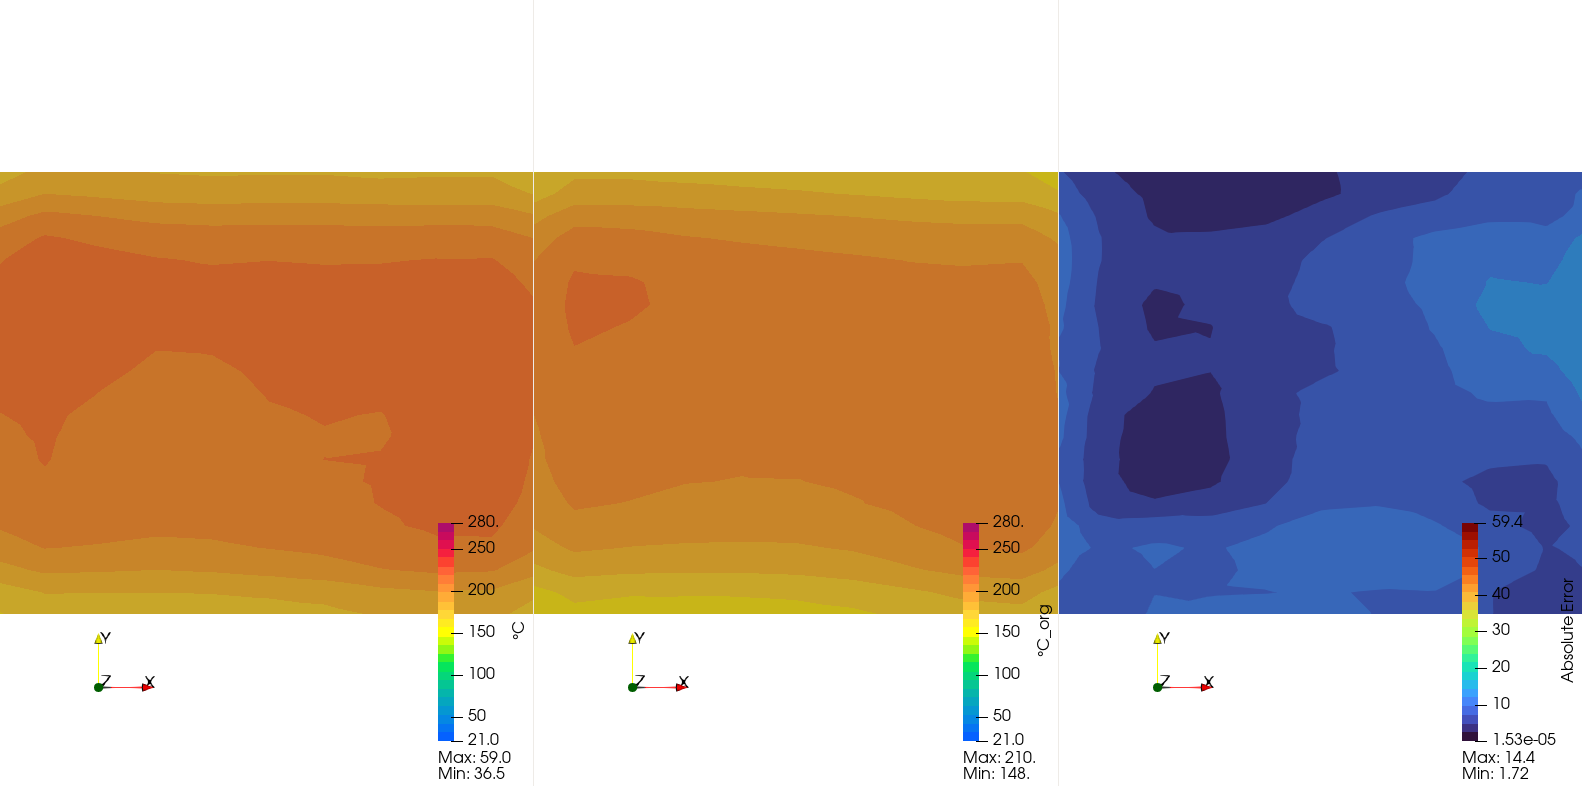 280.
250
200
150
100
50
21.0
°C
Max: 59.0
Min: 36.5
Y
Z
X
280.
250
200
150
100
50
21.0
°C_org
Max: 210.
Min: 148.
Y
Z
X
59.4
50
40
30
20
10
1.53e-05
Absolute Error
Max: 14.4
Min: 1.72
Y
Z
X